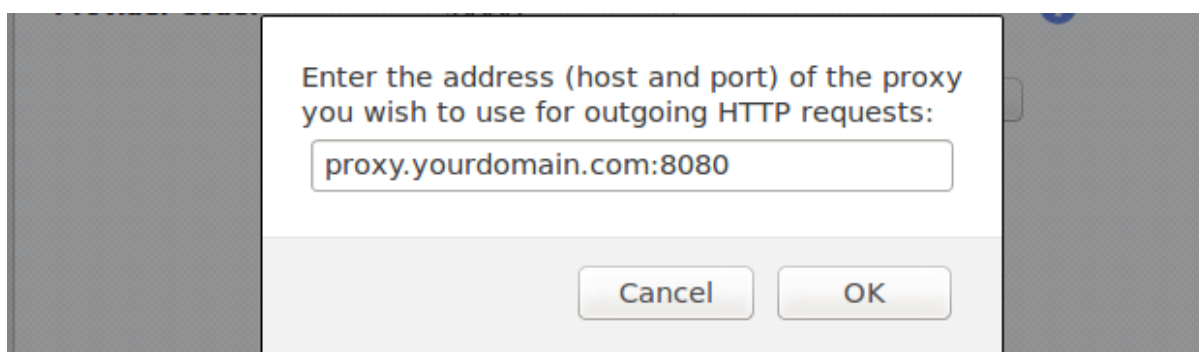 Enter the address (host and port) of the proxy
you wish to use for outgoing HTTP requests:
proxy.yourdomain.com:8080
Cancel OK